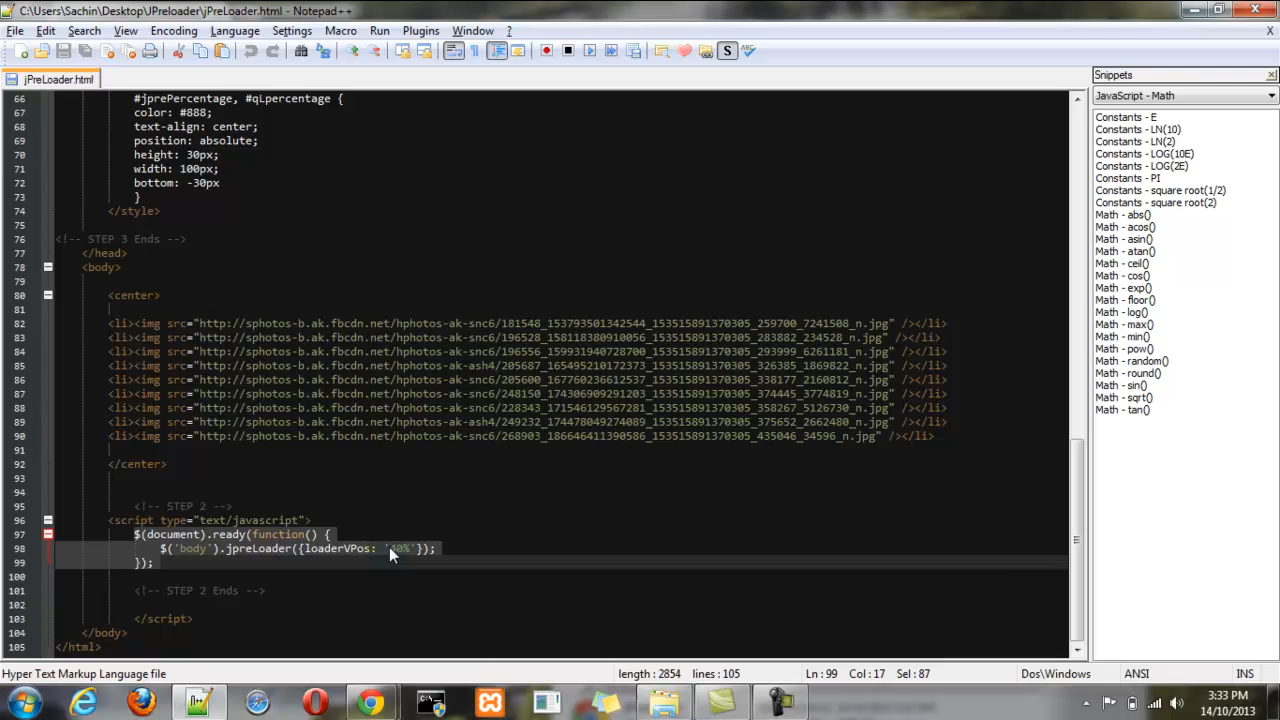 C:\Users\Sachin\Desktop\JPreloader\jPreLoader.html - Notepad++
File Edit Search View Encoding Language Settings Macro Run Plugins Window ? X
jPreLoader.html
66 #jprePercentage, #qLpercentage {
67 color: #888;
68 text-align: center;
69 position: absolute;
70 height: 30px;
71 width: 100px;
72 bottom: -30px
73 }
74 </style>
75
76 <!-- STEP 3 Ends -->
77 </head>
78 <body>
79
80 <center>
81
82 <li><img src="http://sphotos-b.ak.fbcdn.net/hphotos-ak-snc6/181548_153793501342544_153515891370305_259700_7241508_n.jpg" /></li>
83 <li><img src="http://sphotos-b.ak.fbcdn.net/hphotos-ak-snc6/196528_158118380910056_153515891370305_283882_234528_n.jpg" /></li>
84 <li><img src="http://sphotos-b.ak.fbcdn.net/hphotos-ak-snc6/196556_159931940728700_153515891370305_293999_6261181_n.jpg" /></li>
85 <li><img src="http://sphotos-b.ak.fbcdn.net/hphotos-ak-ash4/205687_165495210172373_153515891370305_326385_1869822_n.jpg" /></li>
86 <li><img src="http://sphotos-b.ak.fbcdn.net/hphotos-ak-snc6/205600_167760236612537_153515891370305_338177_2160812_n.jpg" /></li>
87 <li><img src="http://sphotos-b.ak.fbcdn.net/hphotos-ak-snc6/248150_174306909291203_153515891370305_374445_3774819_n.jpg" /></li>
88 <li><img src="http://sphotos-b.ak.fbcdn.net/hphotos-ak-snc6/228343_171546129567281_153515891370305_358267_5126730_n.jpg" /></li>
89 <li><img src="http://sphotos-b.ak.fbcdn.net/hphotos-ak-ash4/249232_174478049274089_153515891370305_375652_2662480_n.jpg" /></li>
90 <li><img src="http://sphotos-b.ak.fbcdn.net/hphotos-ak-snc6/268903_186646411390586_153515891370305_435046_34596_n.jpg" /></li>
91
92 </center>
93
94
95 <!-- STEP 2 -->
96 <script type="text/javascript">
97 $(document).ready(function() {
98 $('body').jpreLoader({loaderVPos: '40%'});
99 });
100
101 <!-- STEP 2 Ends -->
102
103 </script>
104 </body>
105 </html>
Snippets
JavaScript - Math
Constants - E
Constants - LN(10)
Constants - LN(2)
Constants - LOG(10E)
Constants - LOG(2E)
Constants - PI
Constants - square root(1/2)
Constants - square root(2)
Math - abs()
Math - acos()
Math - asin()
Math - atan()
Math - ceil()
Math - cos()
Math - exp()
Math - floor()
Math - log()
Math - max()
Math - min()
Math - pow()
Math - random()
Math - round()
Math - sin()
Math - sqrt()
Math - tan()
Hyper Text Markup Language file length : 2854 lines : 105 Ln : 99 Col : 17 Sel : 87 Dos\Windows ANSI INS
3:33 PM
14/10/2013